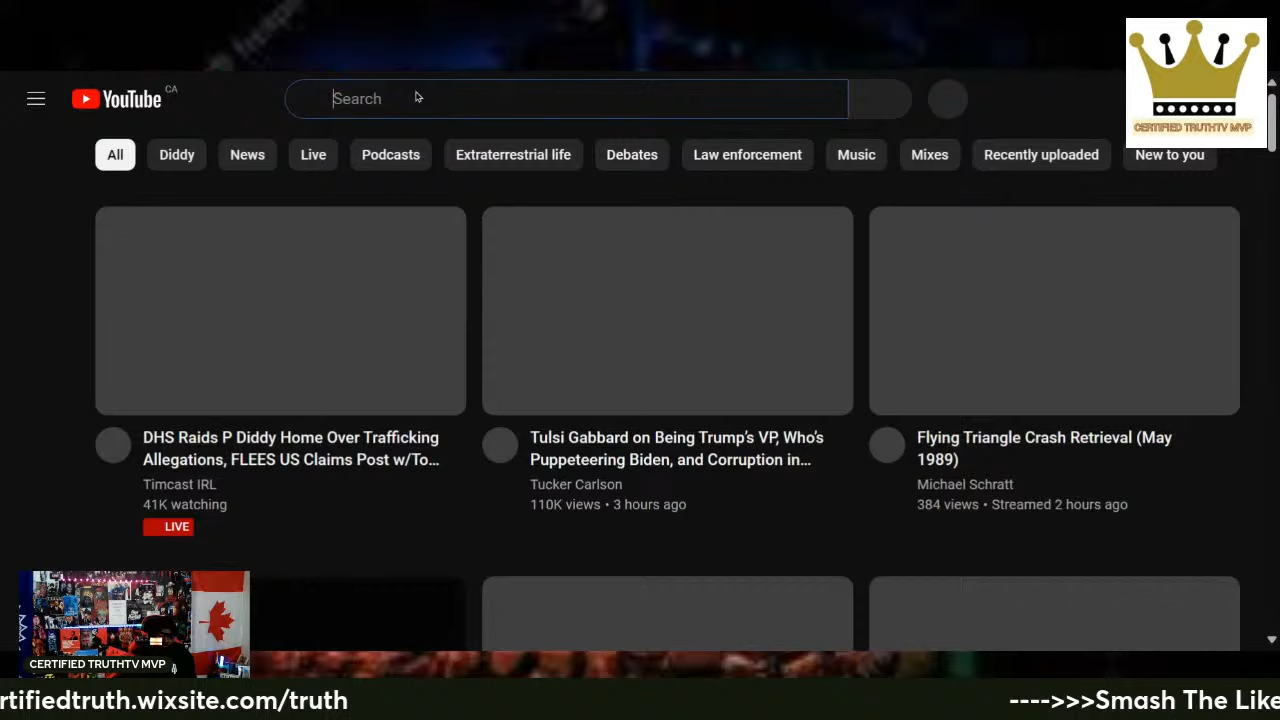 CERTIFIED TRUTHTV MVP
YouTube CA
Search
All
Diddy
News
Live
Podcasts
Extraterrestrial life
Debates
Law enforcement
Music
Mixes
Recently uploaded
New to you
DHS Raids P Diddy Home Over Trafficking
Allegations, FLEES US Claims Post w/To...
Timcast IRL
41K watching
LIVE
Tulsi Gabbard on Being Trump’s VP, Who’s
Puppeteering Biden, and Corruption in...
Tucker Carlson
110K views • 3 hours ago
Flying Triangle Crash Retrieval (May
1989)
Michael Schratt
384 views • Streamed 2 hours ago
CERTIFIED TRUTHTV MVP
rtifiedtruth.wixsite.com/truth
---->>>Smash The Like